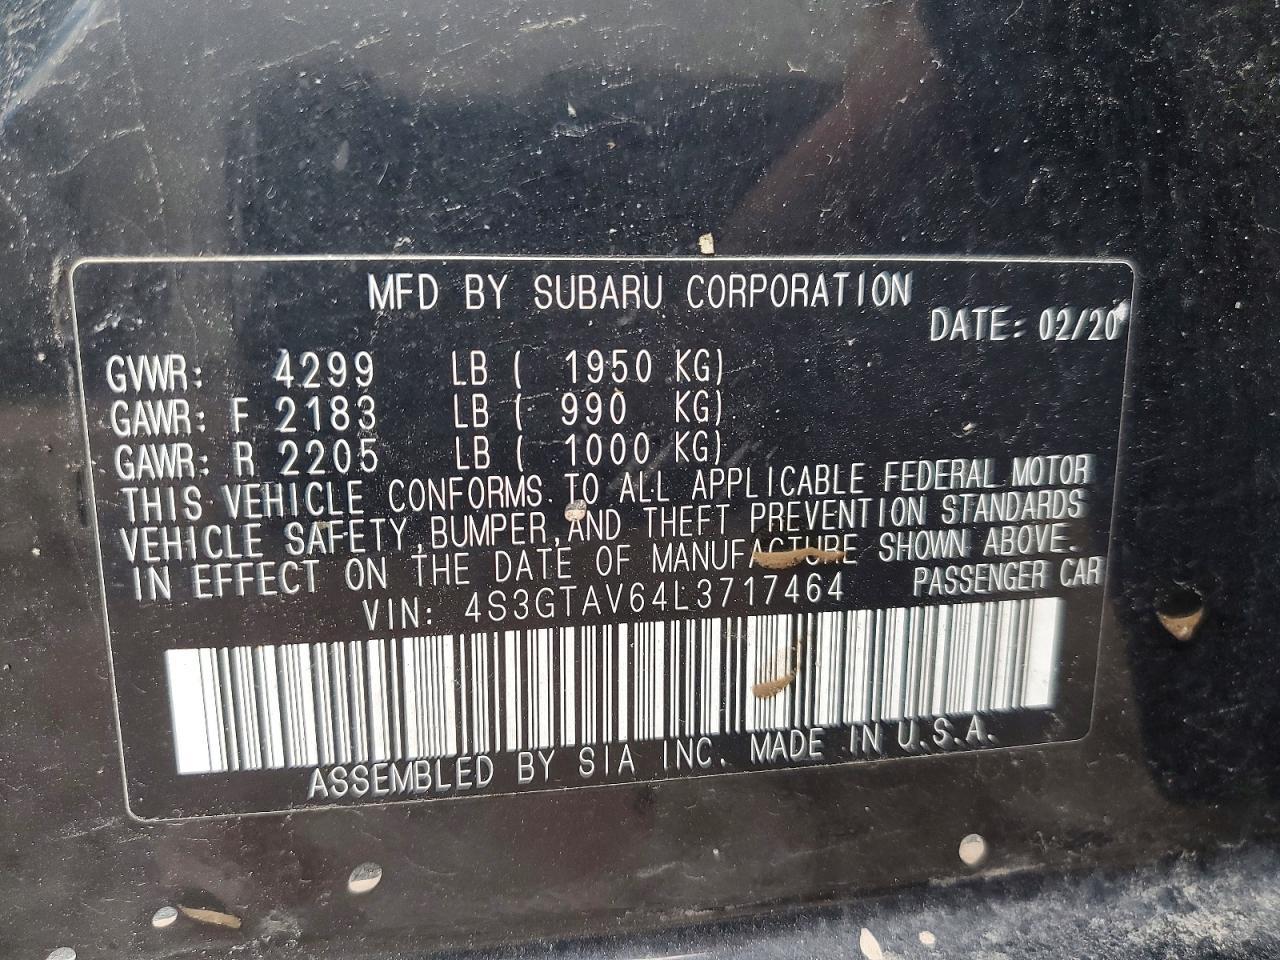 MFD BY SUBARU CORPORATION
DATE: 02/20
GVWR: 4299 LB ( 1950 KG)
GAWR: F 2183 LB ( 990 KG)
GAWR: R 2205 LB ( 1000 KG)
THIS VEHICLE CONFORMS TO ALL APPLICABLE FEDERAL MOTOR
VEHICLE SAFETY, BUMPER, AND THEFT PREVENTION STANDARDS
IN EFFECT ON THE DATE OF MANUFACTURE SHOWN ABOVE.
VIN: 4S3GTAV64L3717464 PASSENGER CAR
ASSEMBLED BY SIA INC. MADE IN U.S.A.